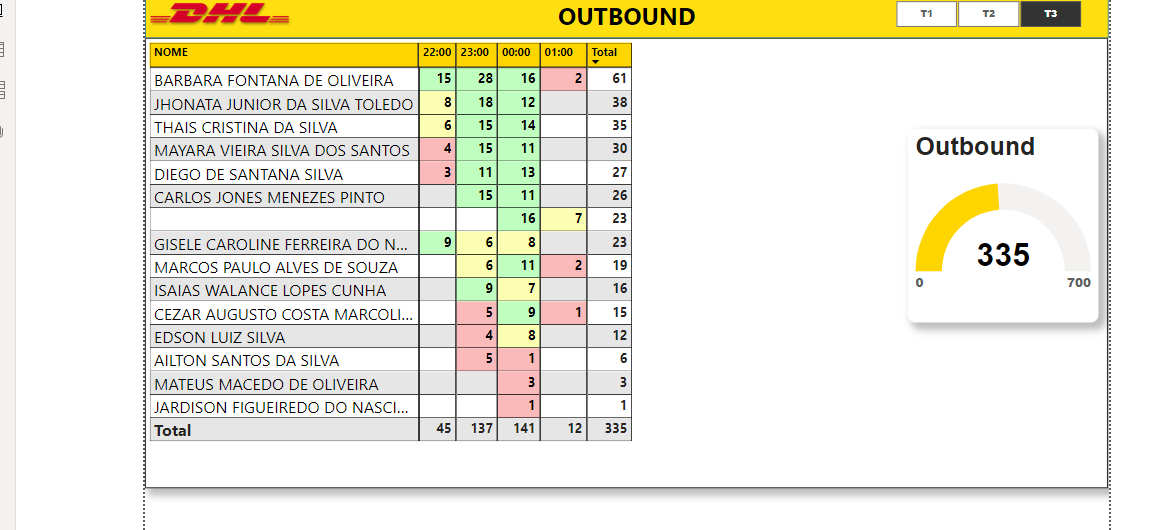 DHL
OUTBOUND
T1 T2 T3
NOME 22:00 23:00 00:00 01:00 Total
BARBARA FONTANA DE OLIVEIRA 15 28 16 2 61
JHONATA JUNIOR DA SILVA TOLEDO 8 18 12 38
THAIS CRISTINA DA SILVA 6 15 14 35
MAYARA VIEIRA SILVA DOS SANTOS 4 15 11 30
DIEGO DE SANTANA SILVA 3 11 13 27
CARLOS JONES MENEZES PINTO 15 11 26
16 7 23
GISELE CAROLINE FERREIRA DO N... 9 6 8 23
MARCOS PAULO ALVES DE SOUZA 6 11 2 19
ISAIAS WALANCE LOPES CUNHA 9 7 16
CEZAR AUGUSTO COSTA MARCOLI... 5 9 1 15
EDSON LUIZ SILVA 4 8 12
AILTON SANTOS DA SILVA 5 1 6
MATEUS MACEDO DE OLIVEIRA 3 3
JARDISON FIGUEIREDO DO NASCI... 1 1
Total 45 137 141 12 335
Outbound
335
0 700